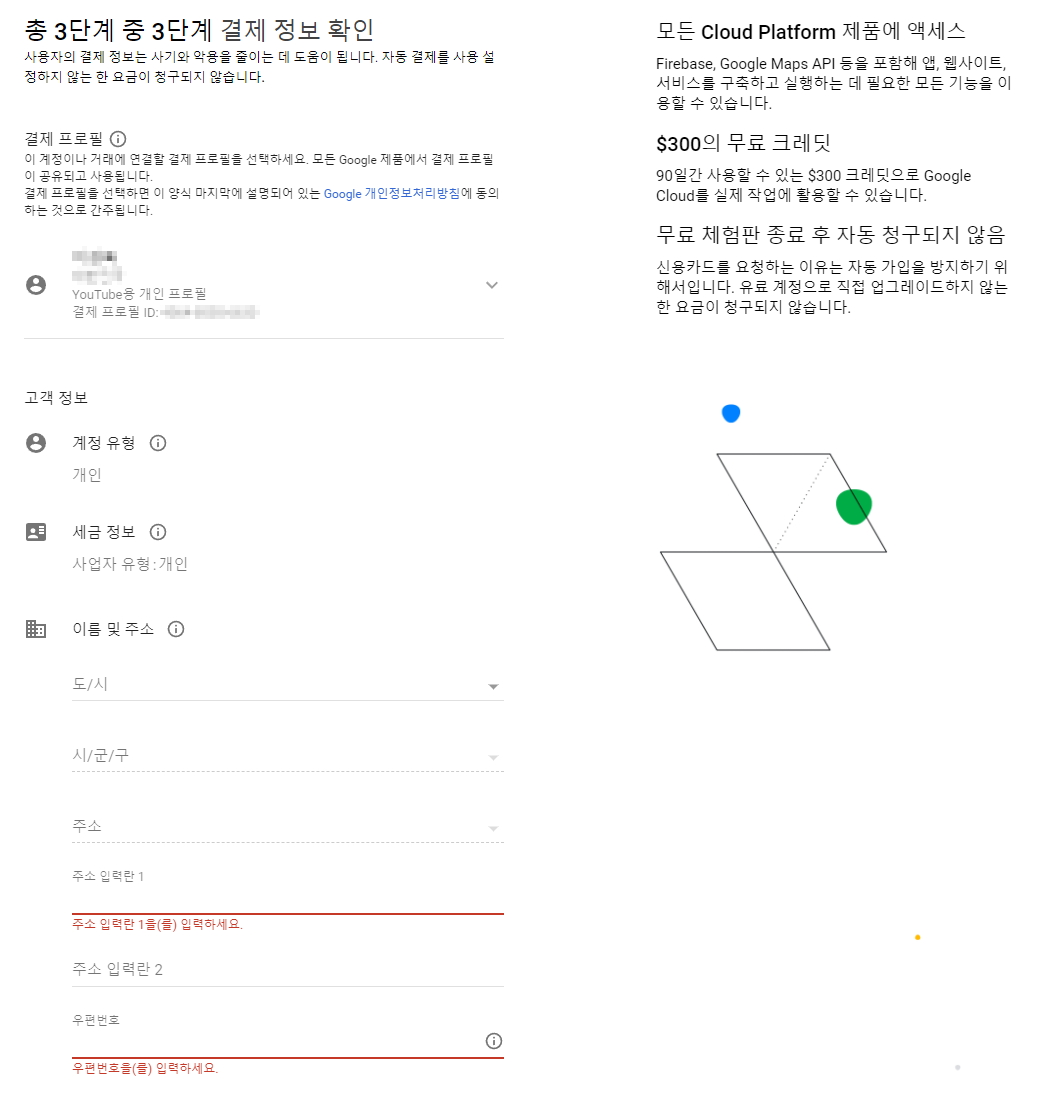 총 3단계 중 3단계 결제 정보 확인
사용자의 결제 정보는 사기와 악용을 줄이는 데 도움이 됩니다. 자동 결제를 사용 설
정하지 않는 한 요금이 청구되지 않습니다.
결제 프로필
이 계정이나 거래에 연결할 결제 프로필을 선택하세요. 모든 Google 제품에서 결제 프로필
이 공유되고 사용됩니다.
결제 프로필을 선택하면 이 양식 마지막에 설명되어 있는 Google 개인정보처리방침에 동의
하는 것으로 간주됩니다.
YouTube용 개인 프로필
결제 프로필 ID:
고객 정보
계정 유형
개인
세금 정보
사업자 유형: 개인
이름 및 주소
도/시
시/군/구
주소
주소 입력란 1
주소 입력란 1을(를) 입력하세요.
주소 입력란 2
우편번호
우편번호을(를) 입력하세요.
모든 Cloud Platform 제품에 액세스
Firebase, Google Maps API 등을 포함해 앱, 웹사이트,
서비스를 구축하고 실행하는 데 필요한 모든 기능을 이
용할 수 있습니다.
$300의 무료 크레딧
90일간 사용할 수 있는 $300 크레딧으로 Google
Cloud를 실제 작업에 활용할 수 있습니다.
무료 체험판 종료 후 자동 청구되지 않음
신용카드를 요청하는 이유는 자동 가입을 방지하기 위
해서입니다. 유료 계정으로 직접 업그레이드하지 않는
한 요금이 청구되지 않습니다.